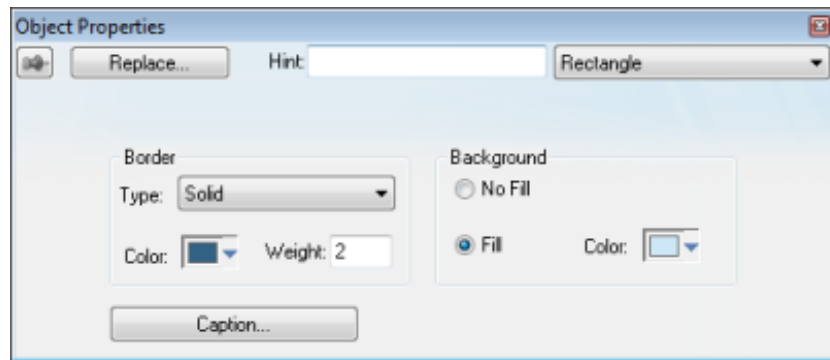 Object Properties
Replace... Hint: Rectangle
Border Background
Type: Solid No Fill
Color: Weight: 2 Fill Color:
Caption...